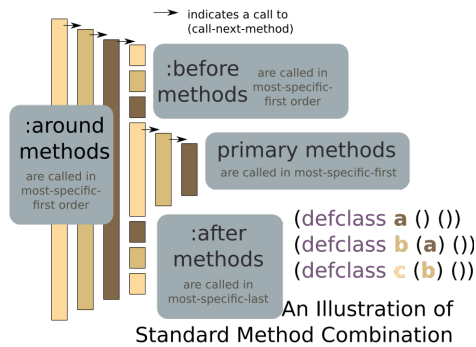 indicates a call to
(call-next-method)
:before
methods
are called in
most-specific-
first order
:around
methods
are called in
most-specific-
first order
primary methods
are called in most-specific-first
:after
methods
are called in
most-specific-last
(defclass a () ())
(defclass b (a) ())
(defclass c (b) ())
An Illustration of
Standard Method Combination